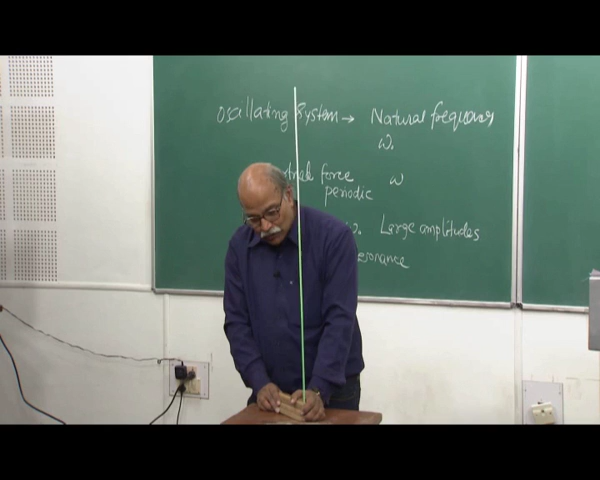 Oscillating System → Natural frequency
ω₀
force ω
periodic
Large amplitudes